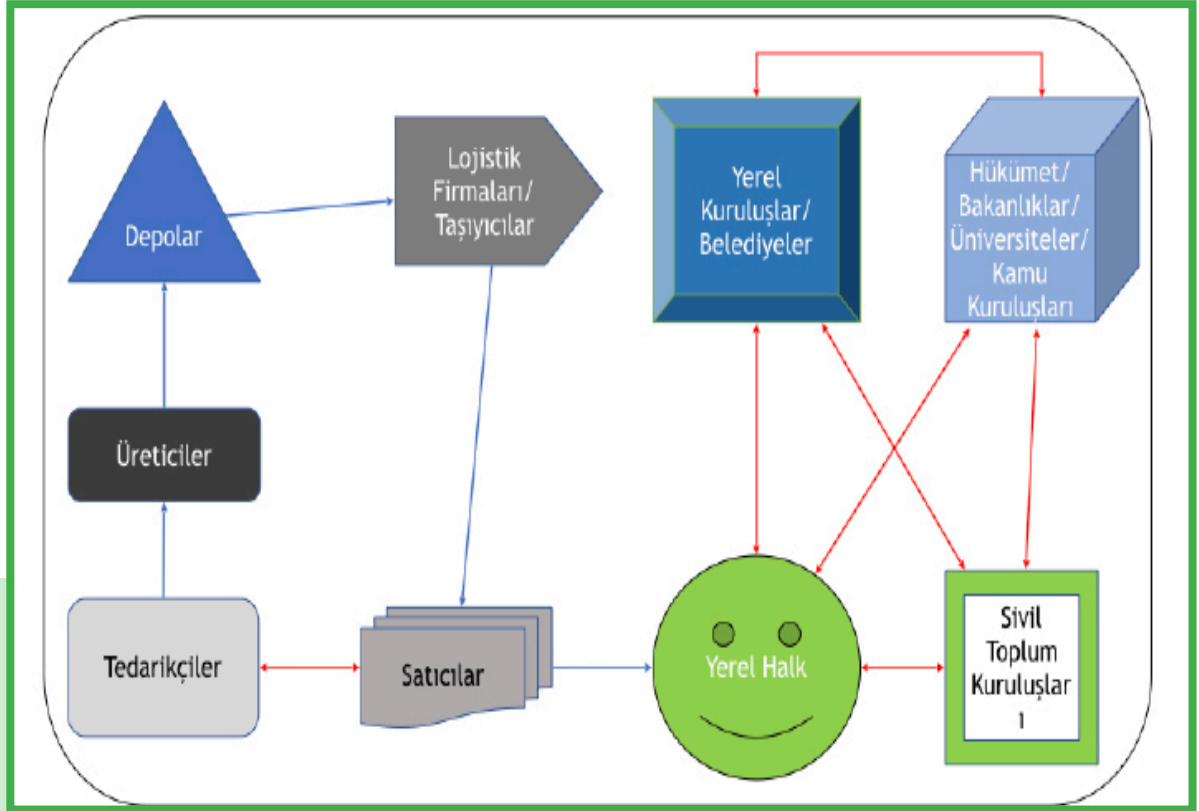 Depolar
Lojistik
Firmaları/
Taşıyıcılar
Yerel
Kuruluşlar/
Belediyeler
Hükümet/
Bakanlıklar/
Üniversiteler/
Kamu
Kuruluşları
Üreticiler
Tedarikçiler
Satıcılar
Yerel Halk
Sivil
Toplum
Kuruluşlar
ı